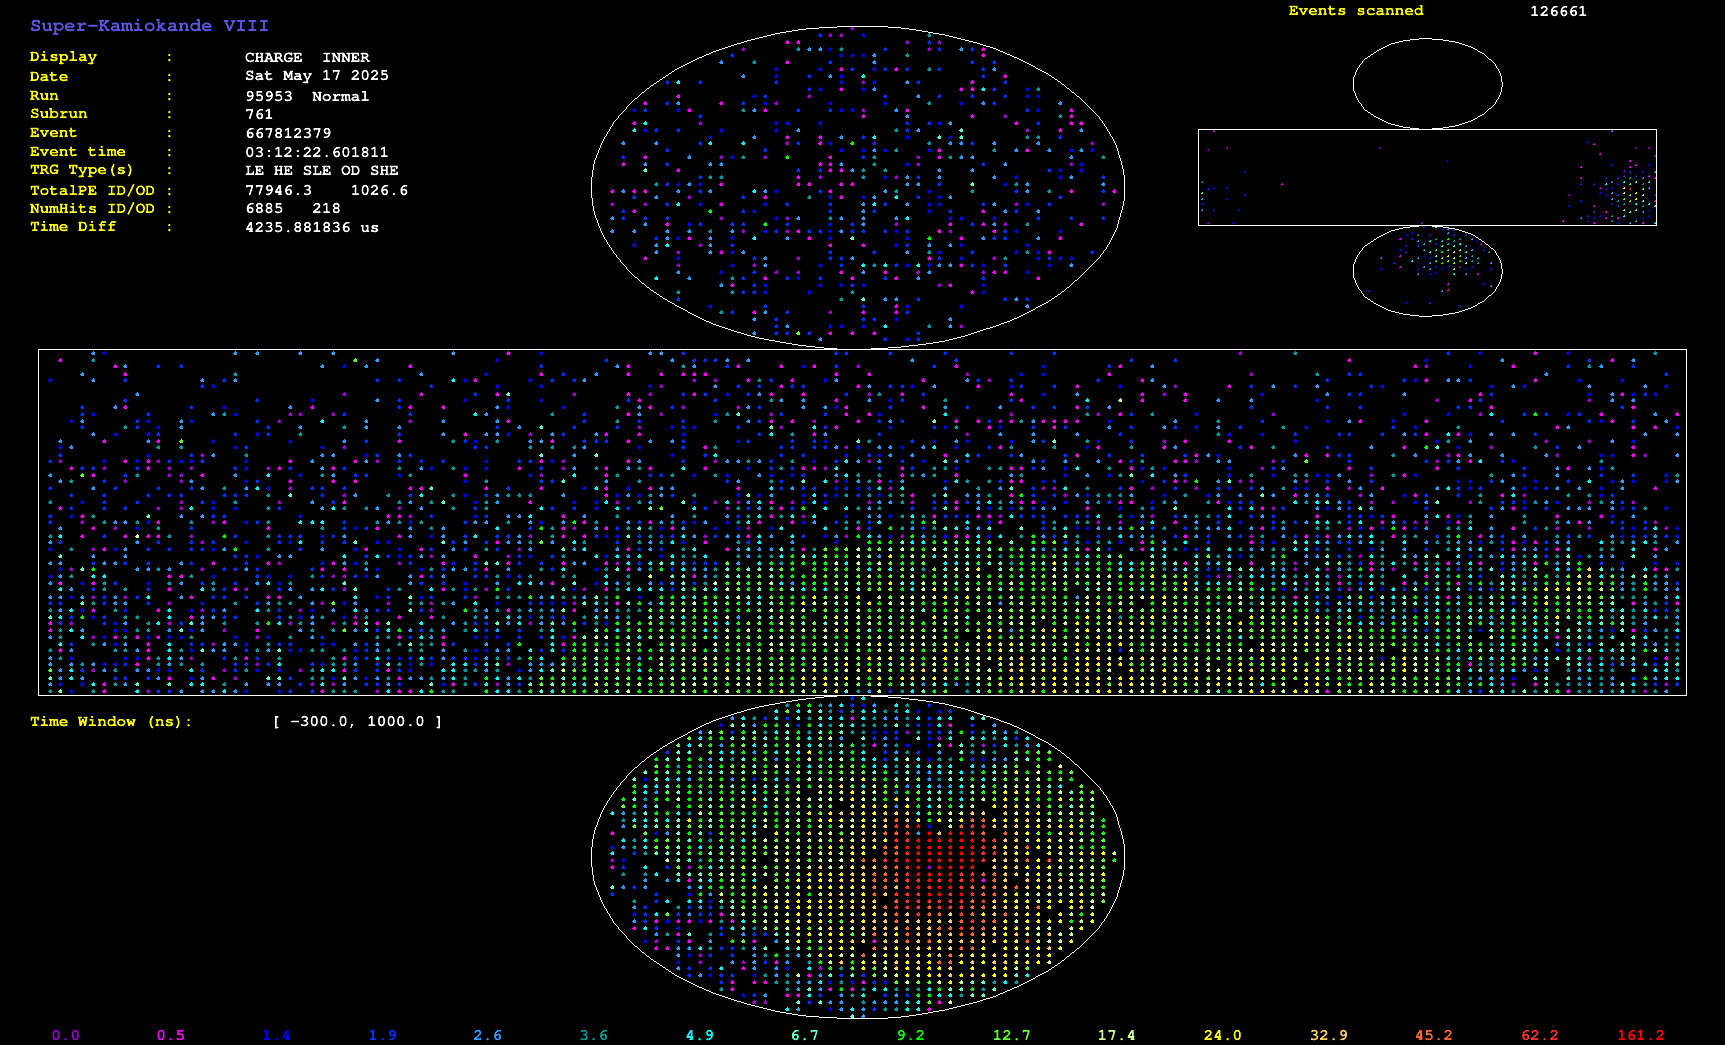 Super-Kamiokande VIII
Events scanned 126661
Display : CHARGE INNER
Date : Sat May 17 2025
Run : 95953 Normal
Subrun : 761
Event : 667812379
Event time : 03:12:22.601811
TRG Type(s) : LE HE SLE OD SHE
TotalPE ID/OD : 77946.3 1026.6
NumHits ID/OD : 6885 218
Time Diff : 4235.881836 us
Time Window (ns): [ -300.0, 1000.0 ]
0.0 0.5 1.4 1.9 2.6 3.6 4.9 6.7 9.2 12.7 17.4 24.0 32.9 45.2 62.2 161.2